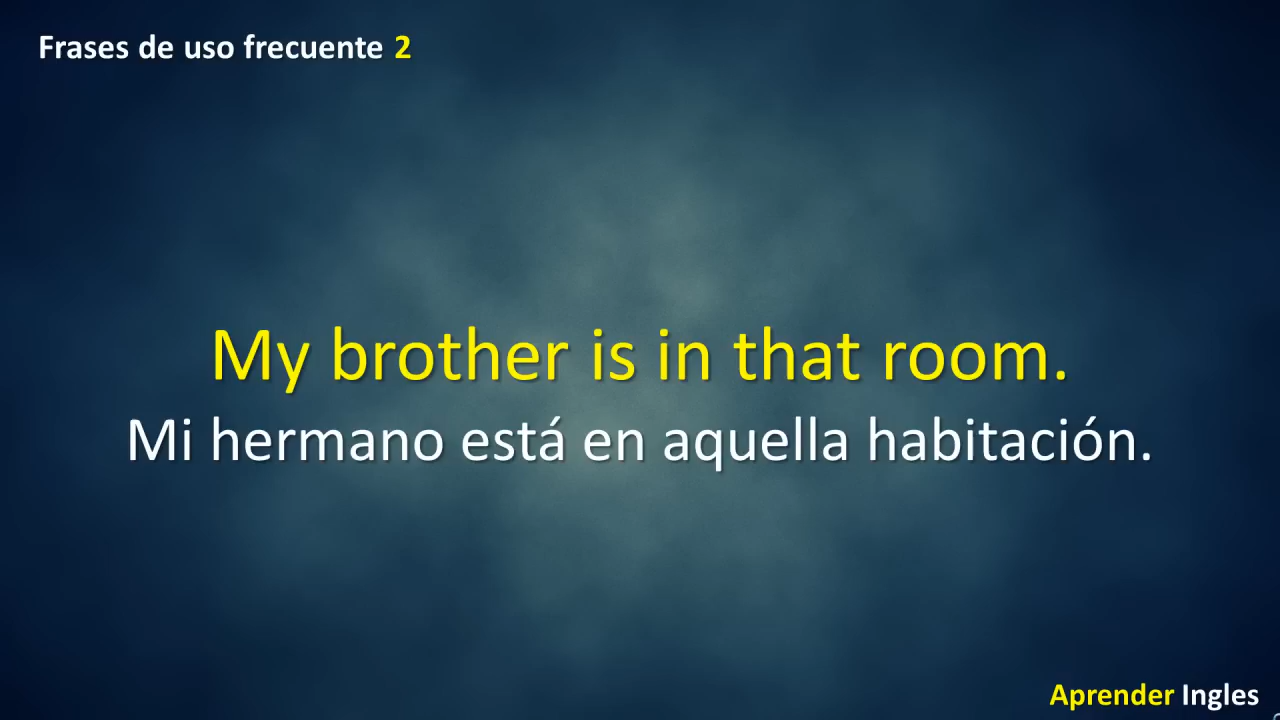 Frases de uso frecuente 2
My brother is in that room.
Mi hermano está en aquella habitación.
Aprender Ingles